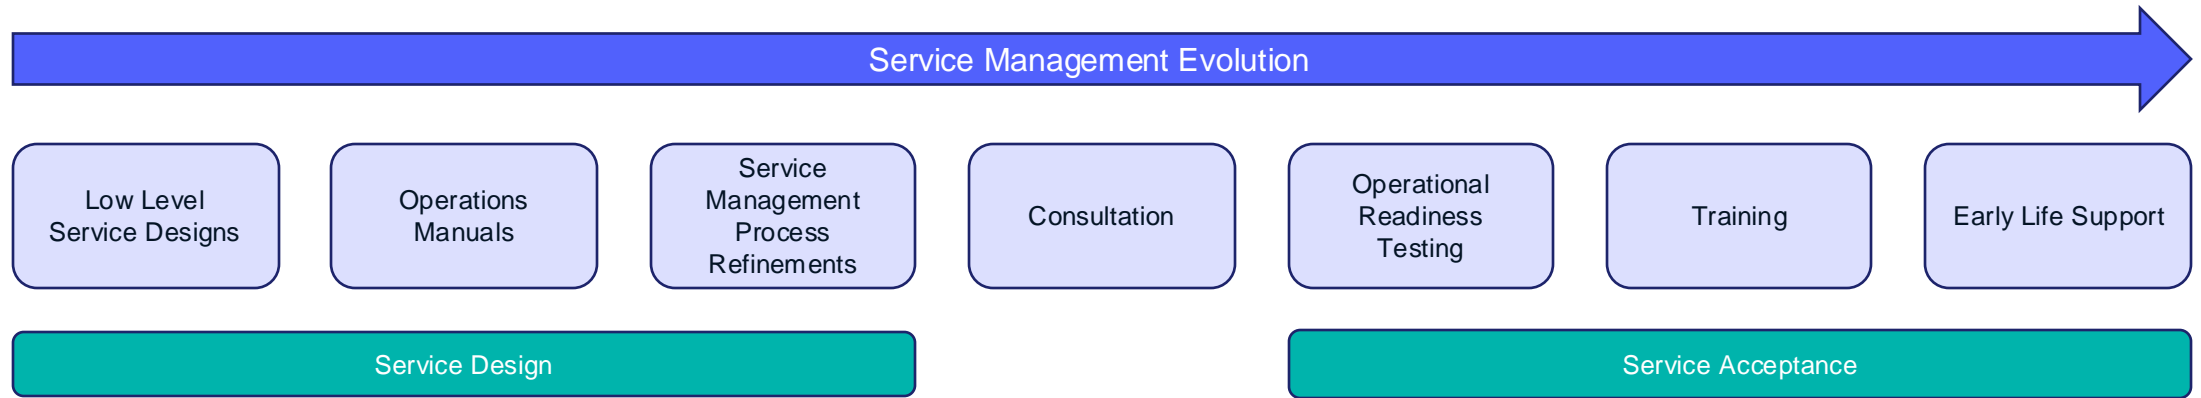 Service Management Evolution
Low Level
Service Designs
Operations
Manuals
Service
Management
Process
Refinements
Consultation
Operational
Readiness
Testing
Training
Early Life Support
Service Design
Service Acceptance